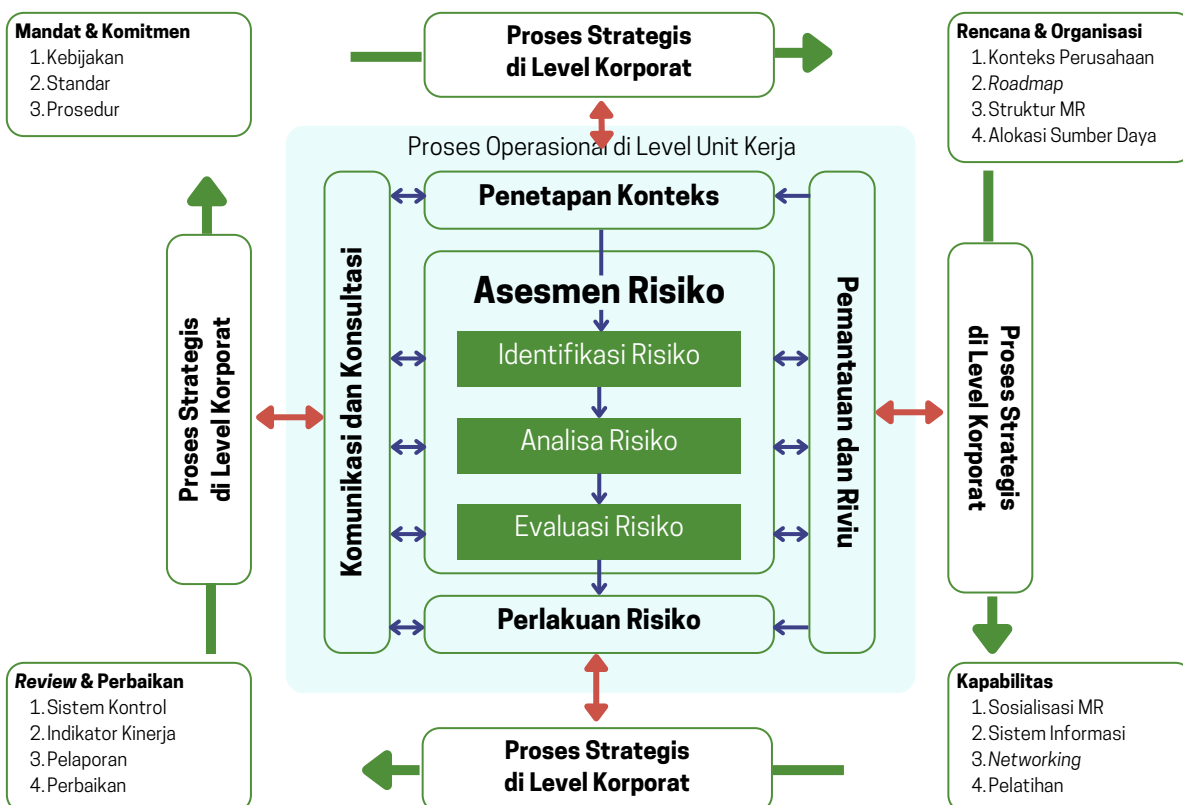 Mandat & Komitmen
1. Kebijakan
2. Standar
3. Prosedur
Proses Strategis
di Level Korporat
Rencana & Organisasi
1. Konteks Perusahaan
2. Roadmap
3. Struktur MR
4. Alokasi Sumber Daya
Proses Operasional di Level Unit Kerja
Penetapan Konteks
Proses Strategis
di Level Korporat
Komunikasi dan Konsultasi
Asesmen Risiko
Identifikasi Risiko
Analisa Risiko
Evaluasi Risiko
Pemantauan dan Riviu
Proses Strategis
di Level Korporat
Perlakuan Risiko
Review & Perbaikan
1. Sistem Kontrol
2. Indikator Kinerja
3. Pelaporan
4. Perbaikan
Proses Strategis
di Level Korporat
Kapabilitas
1. Sosialisasi MR
2. Sistem Informasi
3. Networking
4. Pelatihan